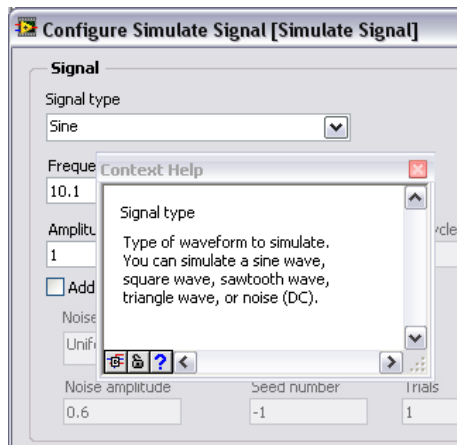 Configure Simulate Signal [Simulate Signal]
Signal
Signal type
Sine
Context Help
10.1
Signal type
Type of waveform to simulate.
You can simulate a sine wave,
square wave, sawtooth wave,
triangle wave, or noise (DC).
1
Add
Noise
?
Noise amplitude
Seed number
Trials
0.6
-1
1